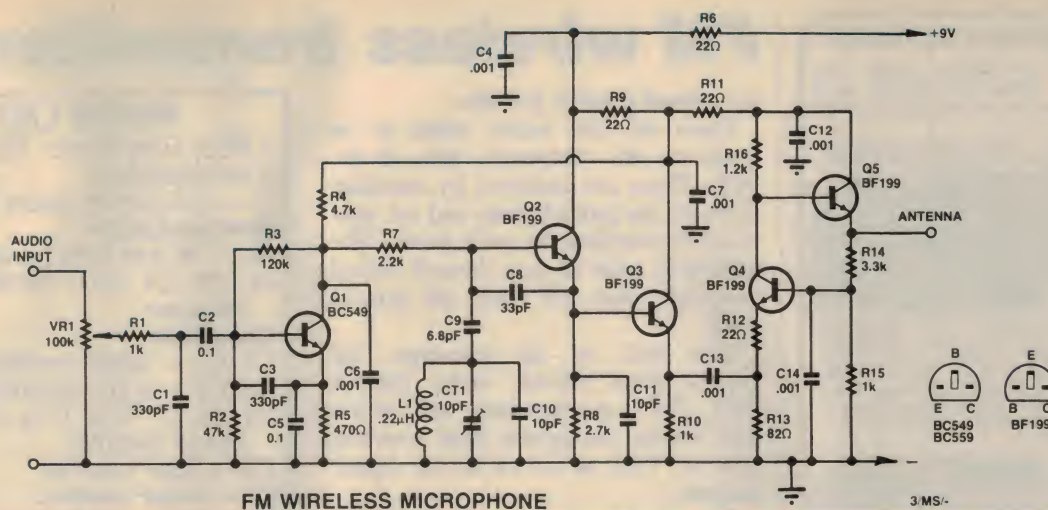 R6
22Ω
+9V
C4
.001
R9
22Ω
R11
22Ω
C12
.001
R16
1.2k
Q5
BF199
R4
4.7k
Q2
BF199
C7
.001
ANTENNA
AUDIO
INPUT
R3
120k
R7
2.2k
Q3
BF199
Q4
BF199
R14
3.3k
Q1
BC549
C8
33pF
VR1
100k
R1
1k
C2
0.1
C9
6.8pF
R12
22Ω
C13
.001
C14
.001
R15
1k
C1
330pF
C3
330pF
C6
.001
L1
.22µH
CT1
10pF
C10
10pF
C11
10pF
R2
47k
C5
0.1
R5
470Ω
R8
2.7k
R10
1k
R13
82Ω
B
E C
BC549
BC559
E
B C
BF199
–
FM WIRELESS MICROPHONE
3/MS/-